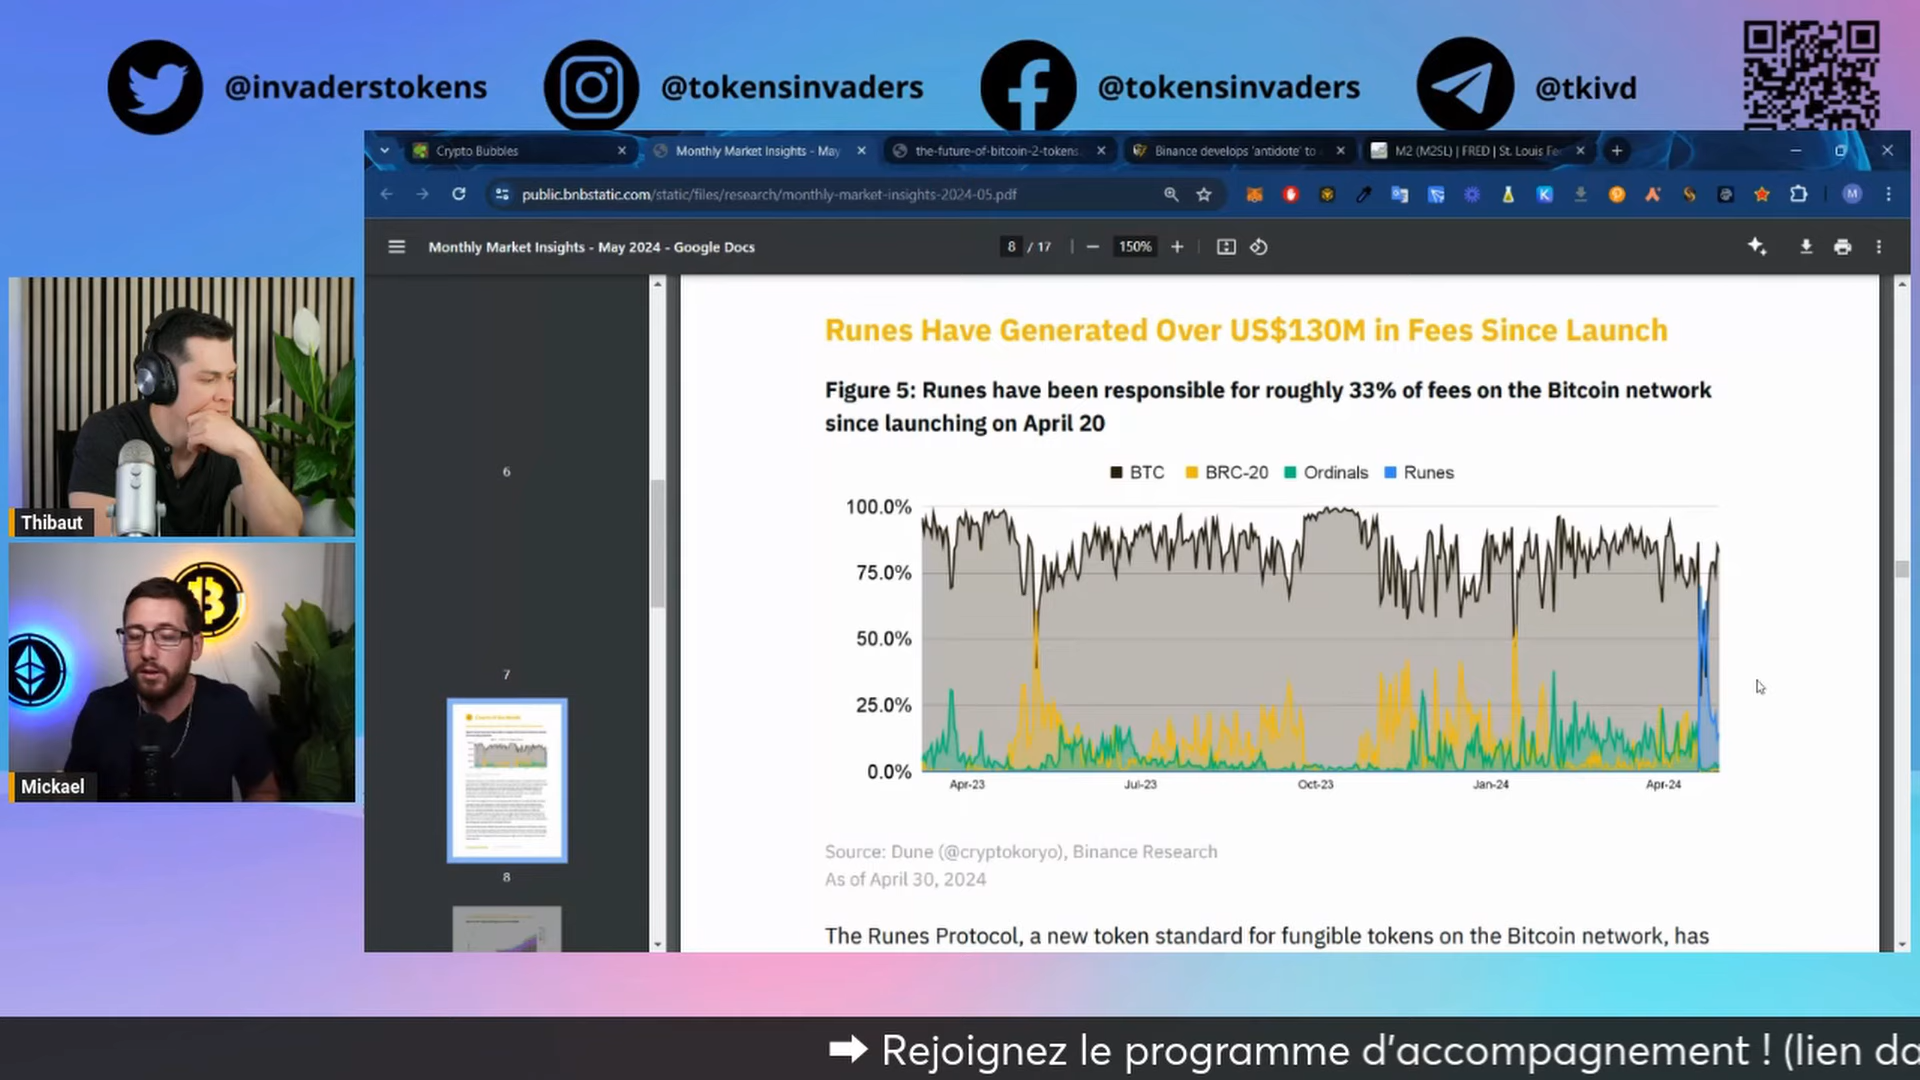 @invaderstokens
@tokensinvaders
@tokensinvaders
@tkivd
Crypto Bubbles
Monthly Market Insights - May
the-future-of-bitcoin-2-tokens
Binance develops 'antidote' to
M2 (M2SL) | FRED | St. Louis Fe
public.bnbstatic.com/static/files/research/monthly-market-insights-2024-05.pdf
M
Monthly Market Insights - May 2024 - Google Docs
8 / 17
150%
Runes Have Generated Over US$130M in Fees Since Launch
Figure 5: Runes have been responsible for roughly 33% of fees on the Bitcoin network
since launching on April 20
BTC BRC-20 Ordinals Runes
100.0%
75.0%
50.0%
25.0%
0.0%
Apr-23 Jul-23 Oct-23 Jan-24 Apr-24
Source: Dune (@cryptokoryo), Binance Research
As of April 30, 2024
The Runes Protocol, a new token standard for fungible tokens on the Bitcoin network, has
6
7
8
Thibaut
Mickael
➡ Rejoignez le programme d'accompagnement ! (lien da